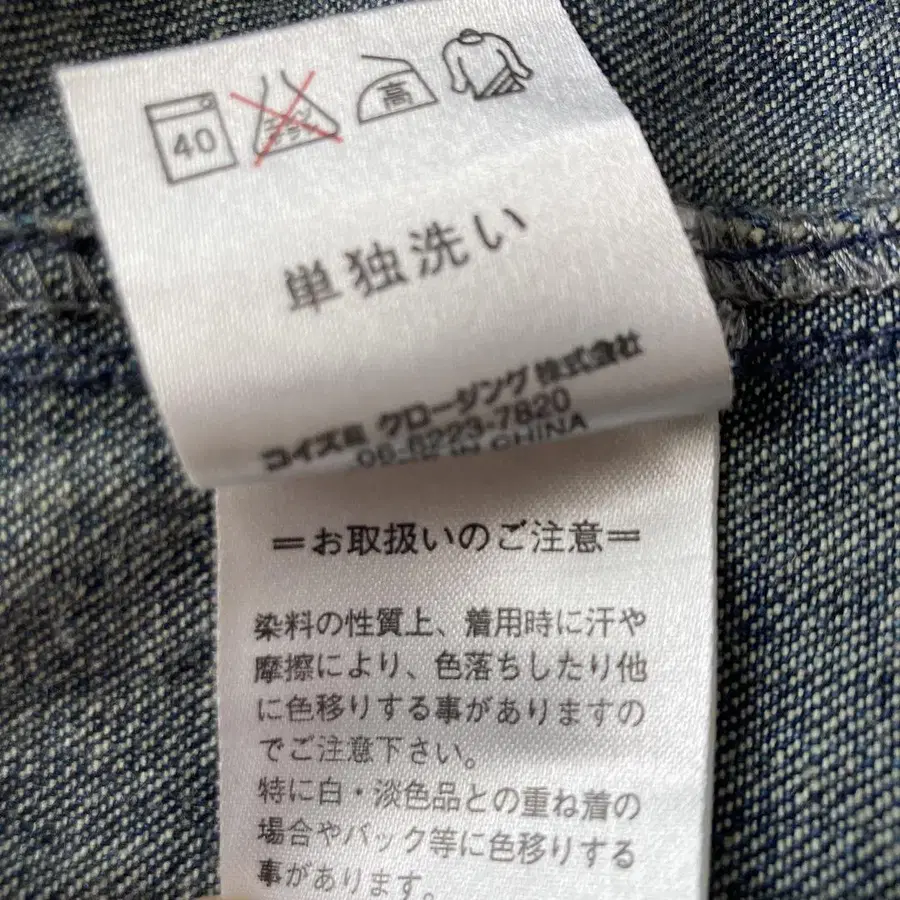 40
高
単独洗い
コイズミ クロージング株式会社
06-6223-7820
IN CHINA
=お取扱いのご注意=
染料の性質上、着用時に汗や
摩擦により、色落ちしたり他
に色移りする事がありますの
でご注意下さい。
特に白・淡色品との重ね着の
場合やバック等に色移りする
事があります。